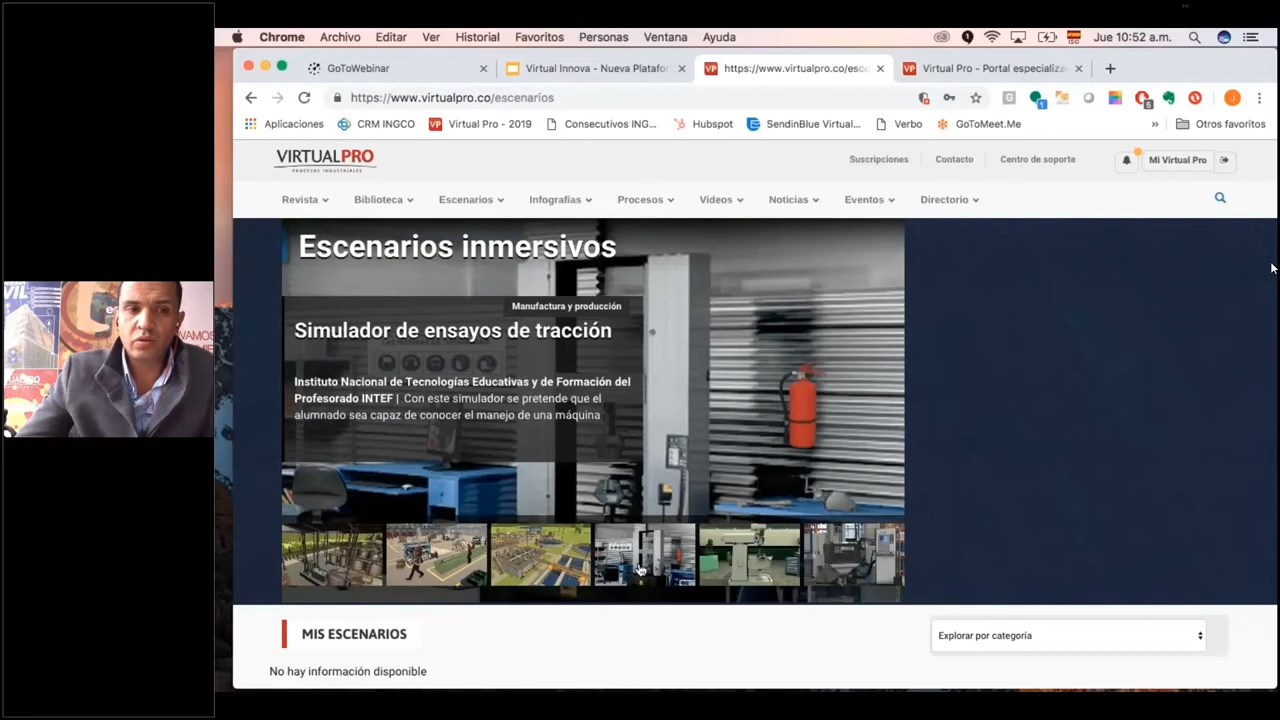 Chrome Archivo Editar Ver Historial Favoritos Personas Ventana Ayuda ISO Jue 10:52 a.m.
GoToWebinar Virtual Innova - Nueva Platafor https://www.virtualpro.co/esce Virtual Pro - Portal especializa
https://www.virtualpro.co/escenarios
Aplicaciones CRM INGCO Virtual Pro - 2019 Consecutivos ING... Hubspot SendinBlue Virtual... Verbo GoToMeet.Me » Otros favoritos
VIRTUALPRO
PROCESOS INDUSTRIALES
Suscripciones Contacto Centro de soporte Mi Virtual Pro
Revista Biblioteca Escenarios Infografías Procesos Videos Noticias Eventos Directorio
Escenarios inmersivos
Manufactura y producción
Simulador de ensayos de tracción
Instituto Nacional de Tecnologías Educativas y de Formación del
Profesorado INTEF | Con este simulador se pretende que el
alumnado sea capaz de conocer el manejo de una máquina
MIS ESCENARIOS
Explorar por categoría
No hay información disponible